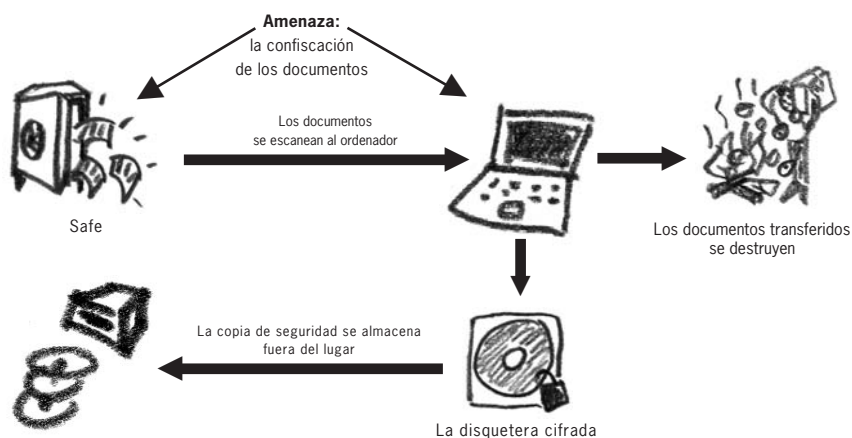 Amenaza:
la confiscación
de los documentos
Los documentos
se escanean al ordenador
Safe
Los documentos transferidos
se destruyen
La copia de seguridad se almacena
fuera del lugar
La disquetera cifrada